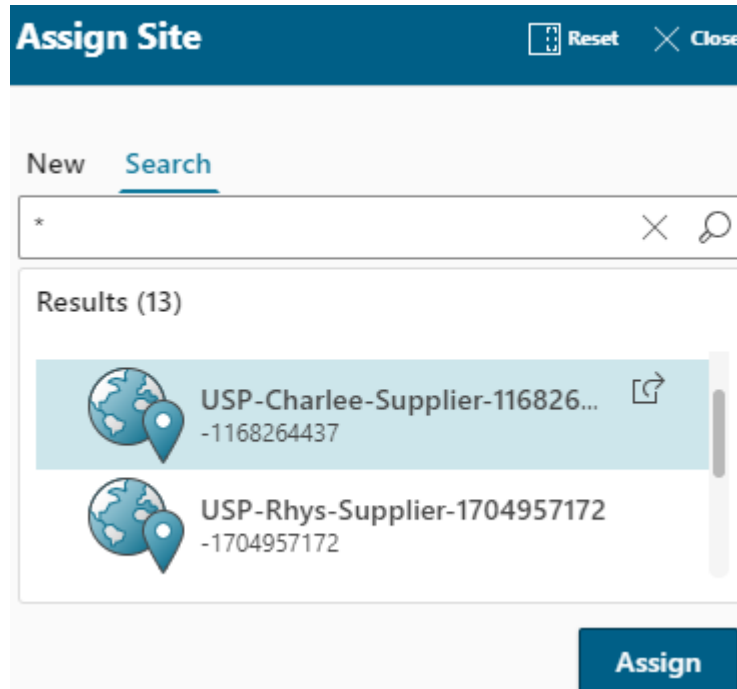 Assign Site Reset Close
New Search
*
Results (13)
USP-Charlee-Supplier-116826...
-1168264437
USP-Rhys-Supplier-1704957172
-1704957172
Assign